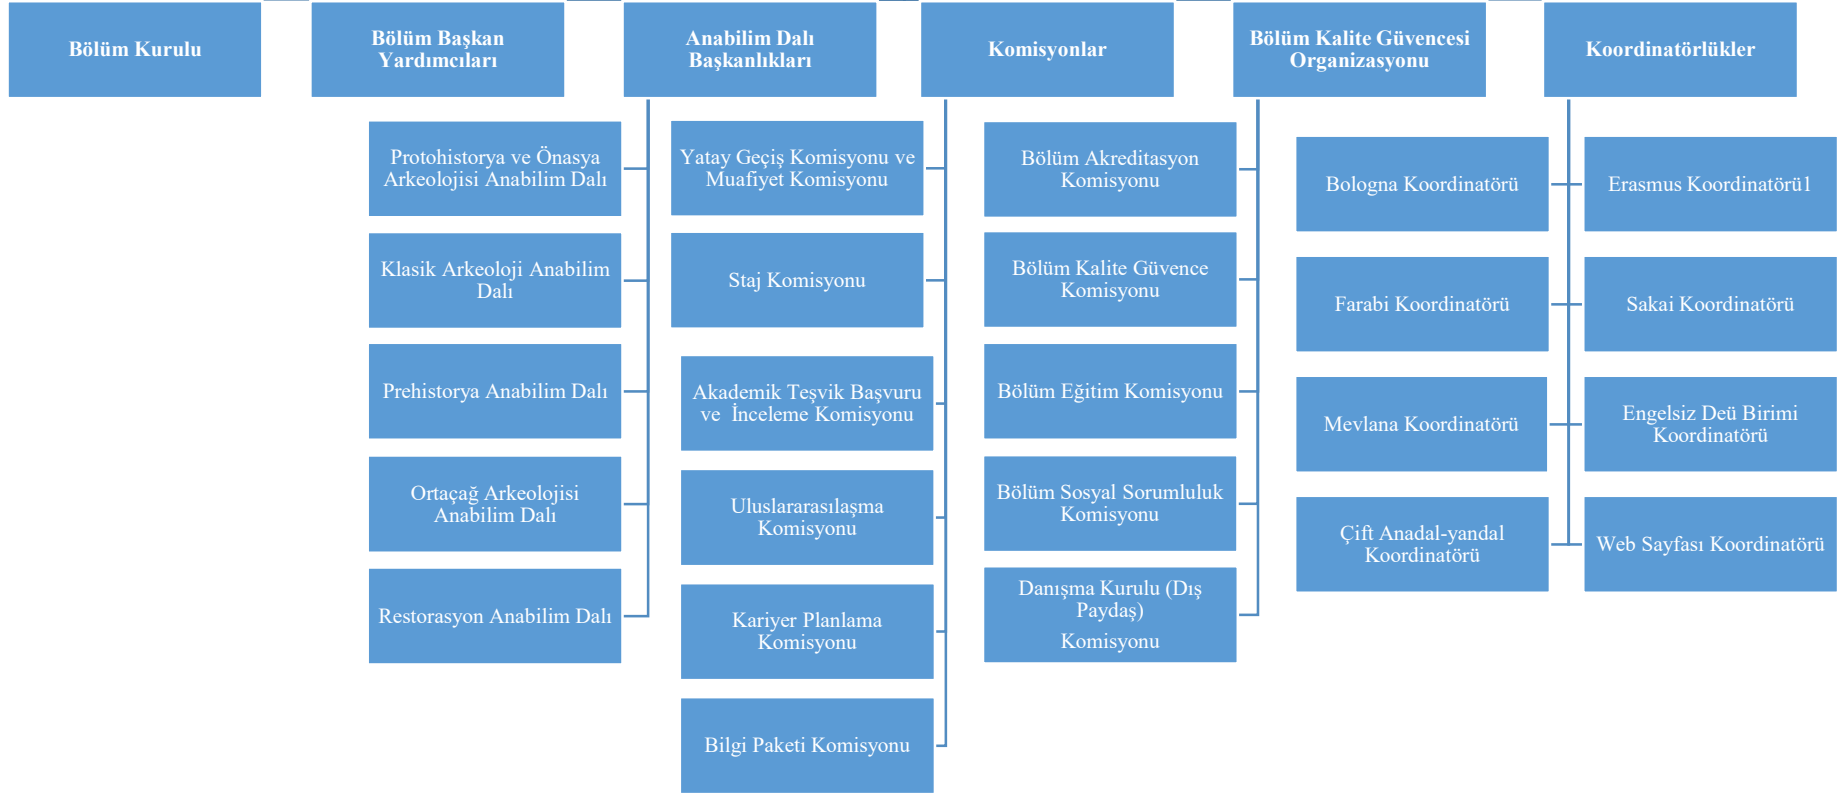 Bölüm Kurulu
Bölüm Başkan
Yardımcıları
Anabilim Dalı
Başkanlıkları
Komisyonlar
Bölüm Kalite Güvencesi
Organizasyonu
Koordinatörlükler
Protohistorya ve Önasya
Arkeolojisi Anabilim Dalı
Klasik Arkeoloji Anabilim
Dalı
Prehistorya Anabilim Dalı
Ortaçağ Arkeolojisi
Anabilim Dalı
Restorasyon Anabilim Dalı
Yatay Geçiş Komisyonu ve
Muafiyet Komisyonu
Staj Komisyonu
Akademik Teşvik Başvuru
ve İnceleme Komisyonu
Uluslararasılaşma
Komisyonu
Kariyer Planlama
Komisyonu
Bilgi Paketi Komisyonu
Bölüm Akreditasyon
Komisyonu
Bölüm Kalite Güvence
Komisyonu
Bölüm Eğitim Komisyonu
Bölüm Sosyal Sorumluluk
Komisyonu
Danışma Kurulu (Dış
Paydaş)
Komisyonu
Bologna Koordinatörü
Erasmus Koordinatörü1
Farabi Koordinatörü
Sakai Koordinatörü
Mevlana Koordinatörü
Engelsiz Deü Birimi
Koordinatörü
Çift Anadal-yandal
Koordinatörü
Web Sayfası Koordinatörü